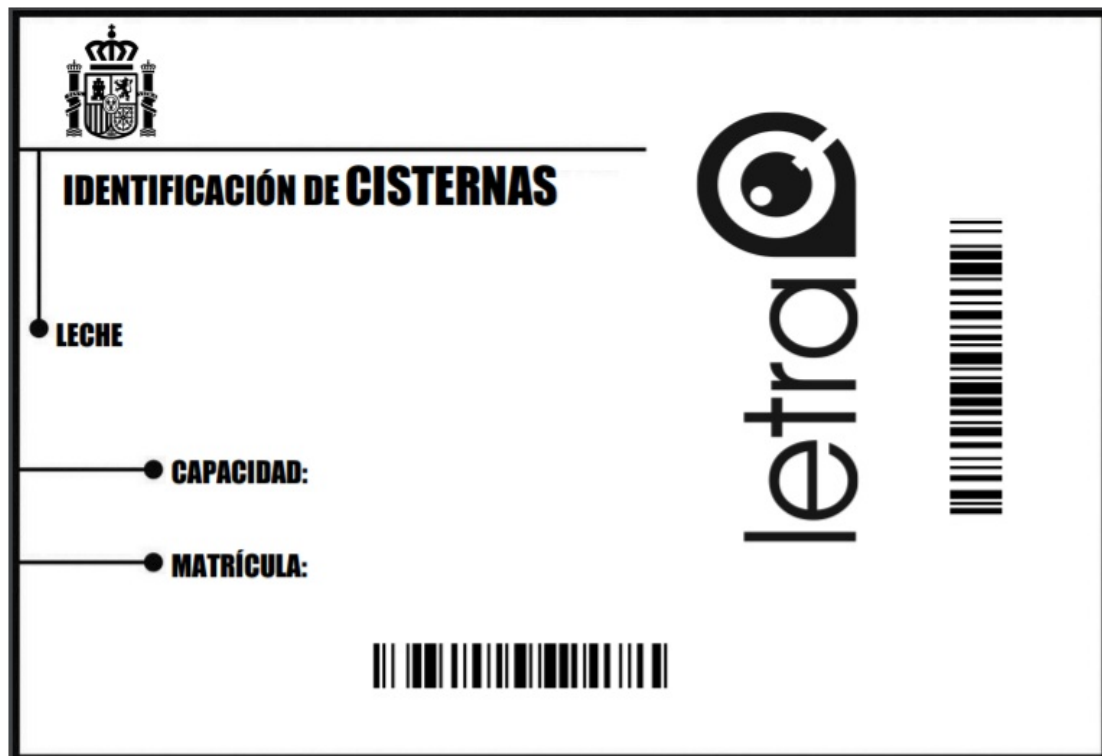 IDENTIFICACIÓN DE CISTERNAS
LECHE
CAPACIDAD:
MATRÍCULA:
letra